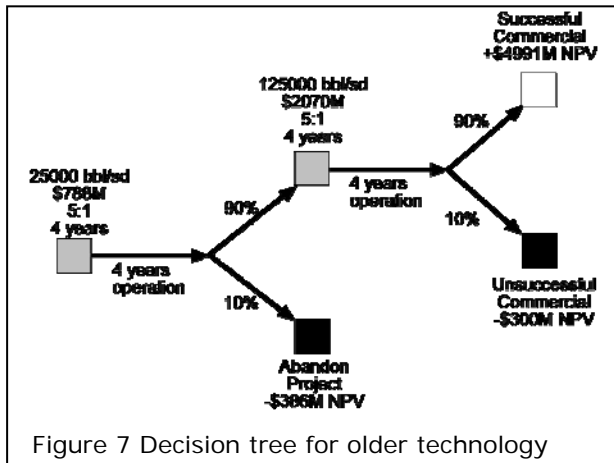 Successful
Commercial
+$4991M NPV
125000 bbl/sd
$2070M
5:1
4 years
90%
4 years
operation
10%
Unsuccessful
Commercial
-$300M NPV
25000 bbl/sd
$786M
5:1
4 years
90%
4 years
operation
10%
Abandon
Project
-$386M NPV
Figure 7 Decision tree for older technology